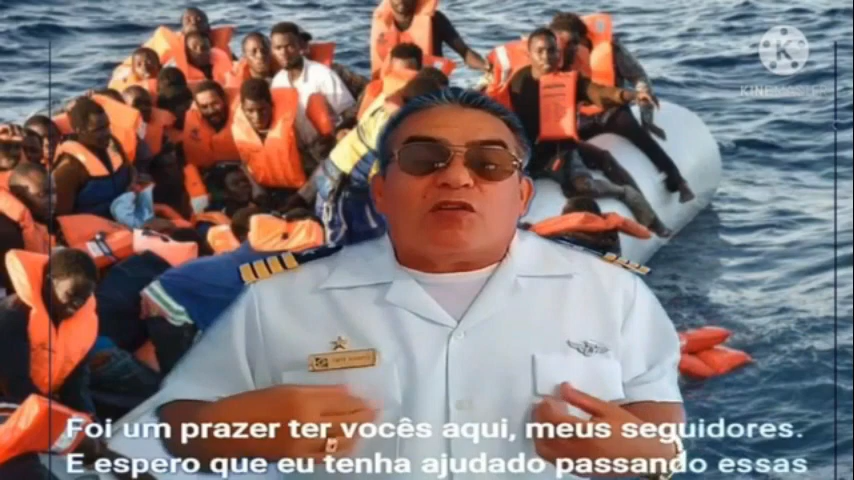 KINEMASTER
Foi um prazer ter vocês aqui, meus seguidores.
E espero que eu tenha ajudado passando essas